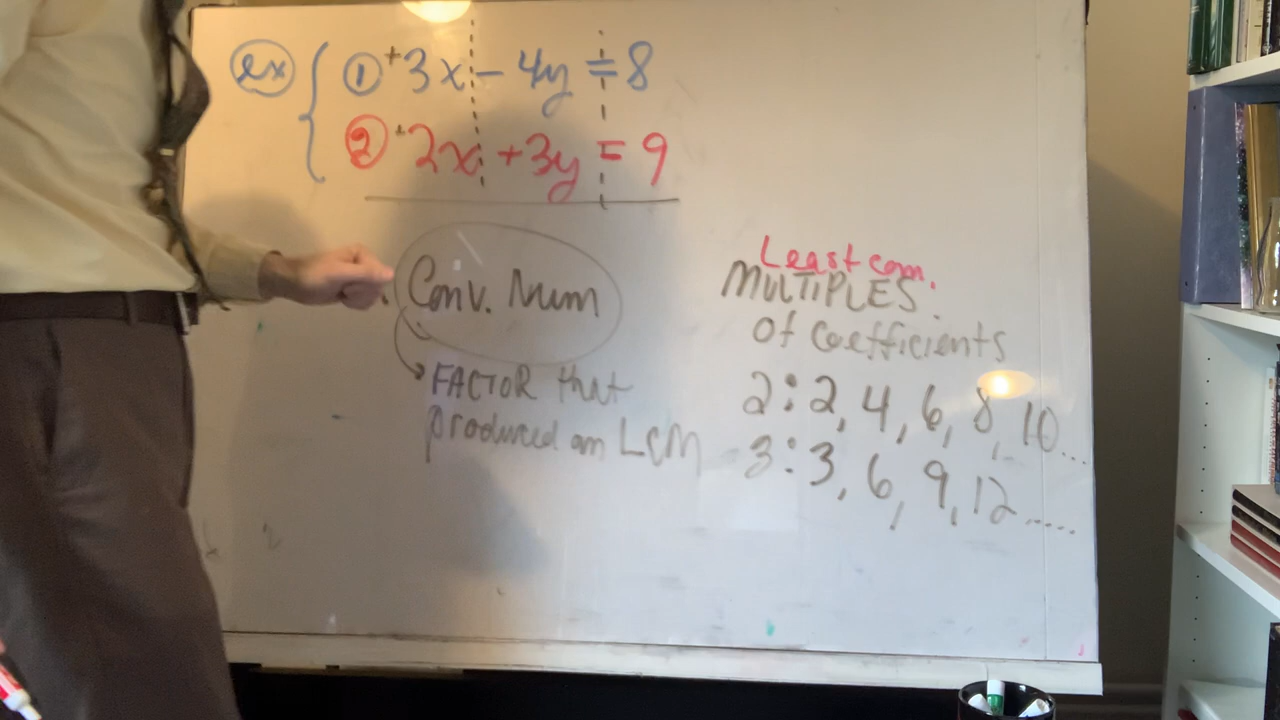 ex { ① +3x - 4y = 8
② +2x + 3y = 9
Conv. Num
FACTOR that
produced an LCM
Least com.
MULTIPLES.
Of Coefficients
2: 2, 4, 6, 8, 10...
3: 3, 6, 9, 12.....